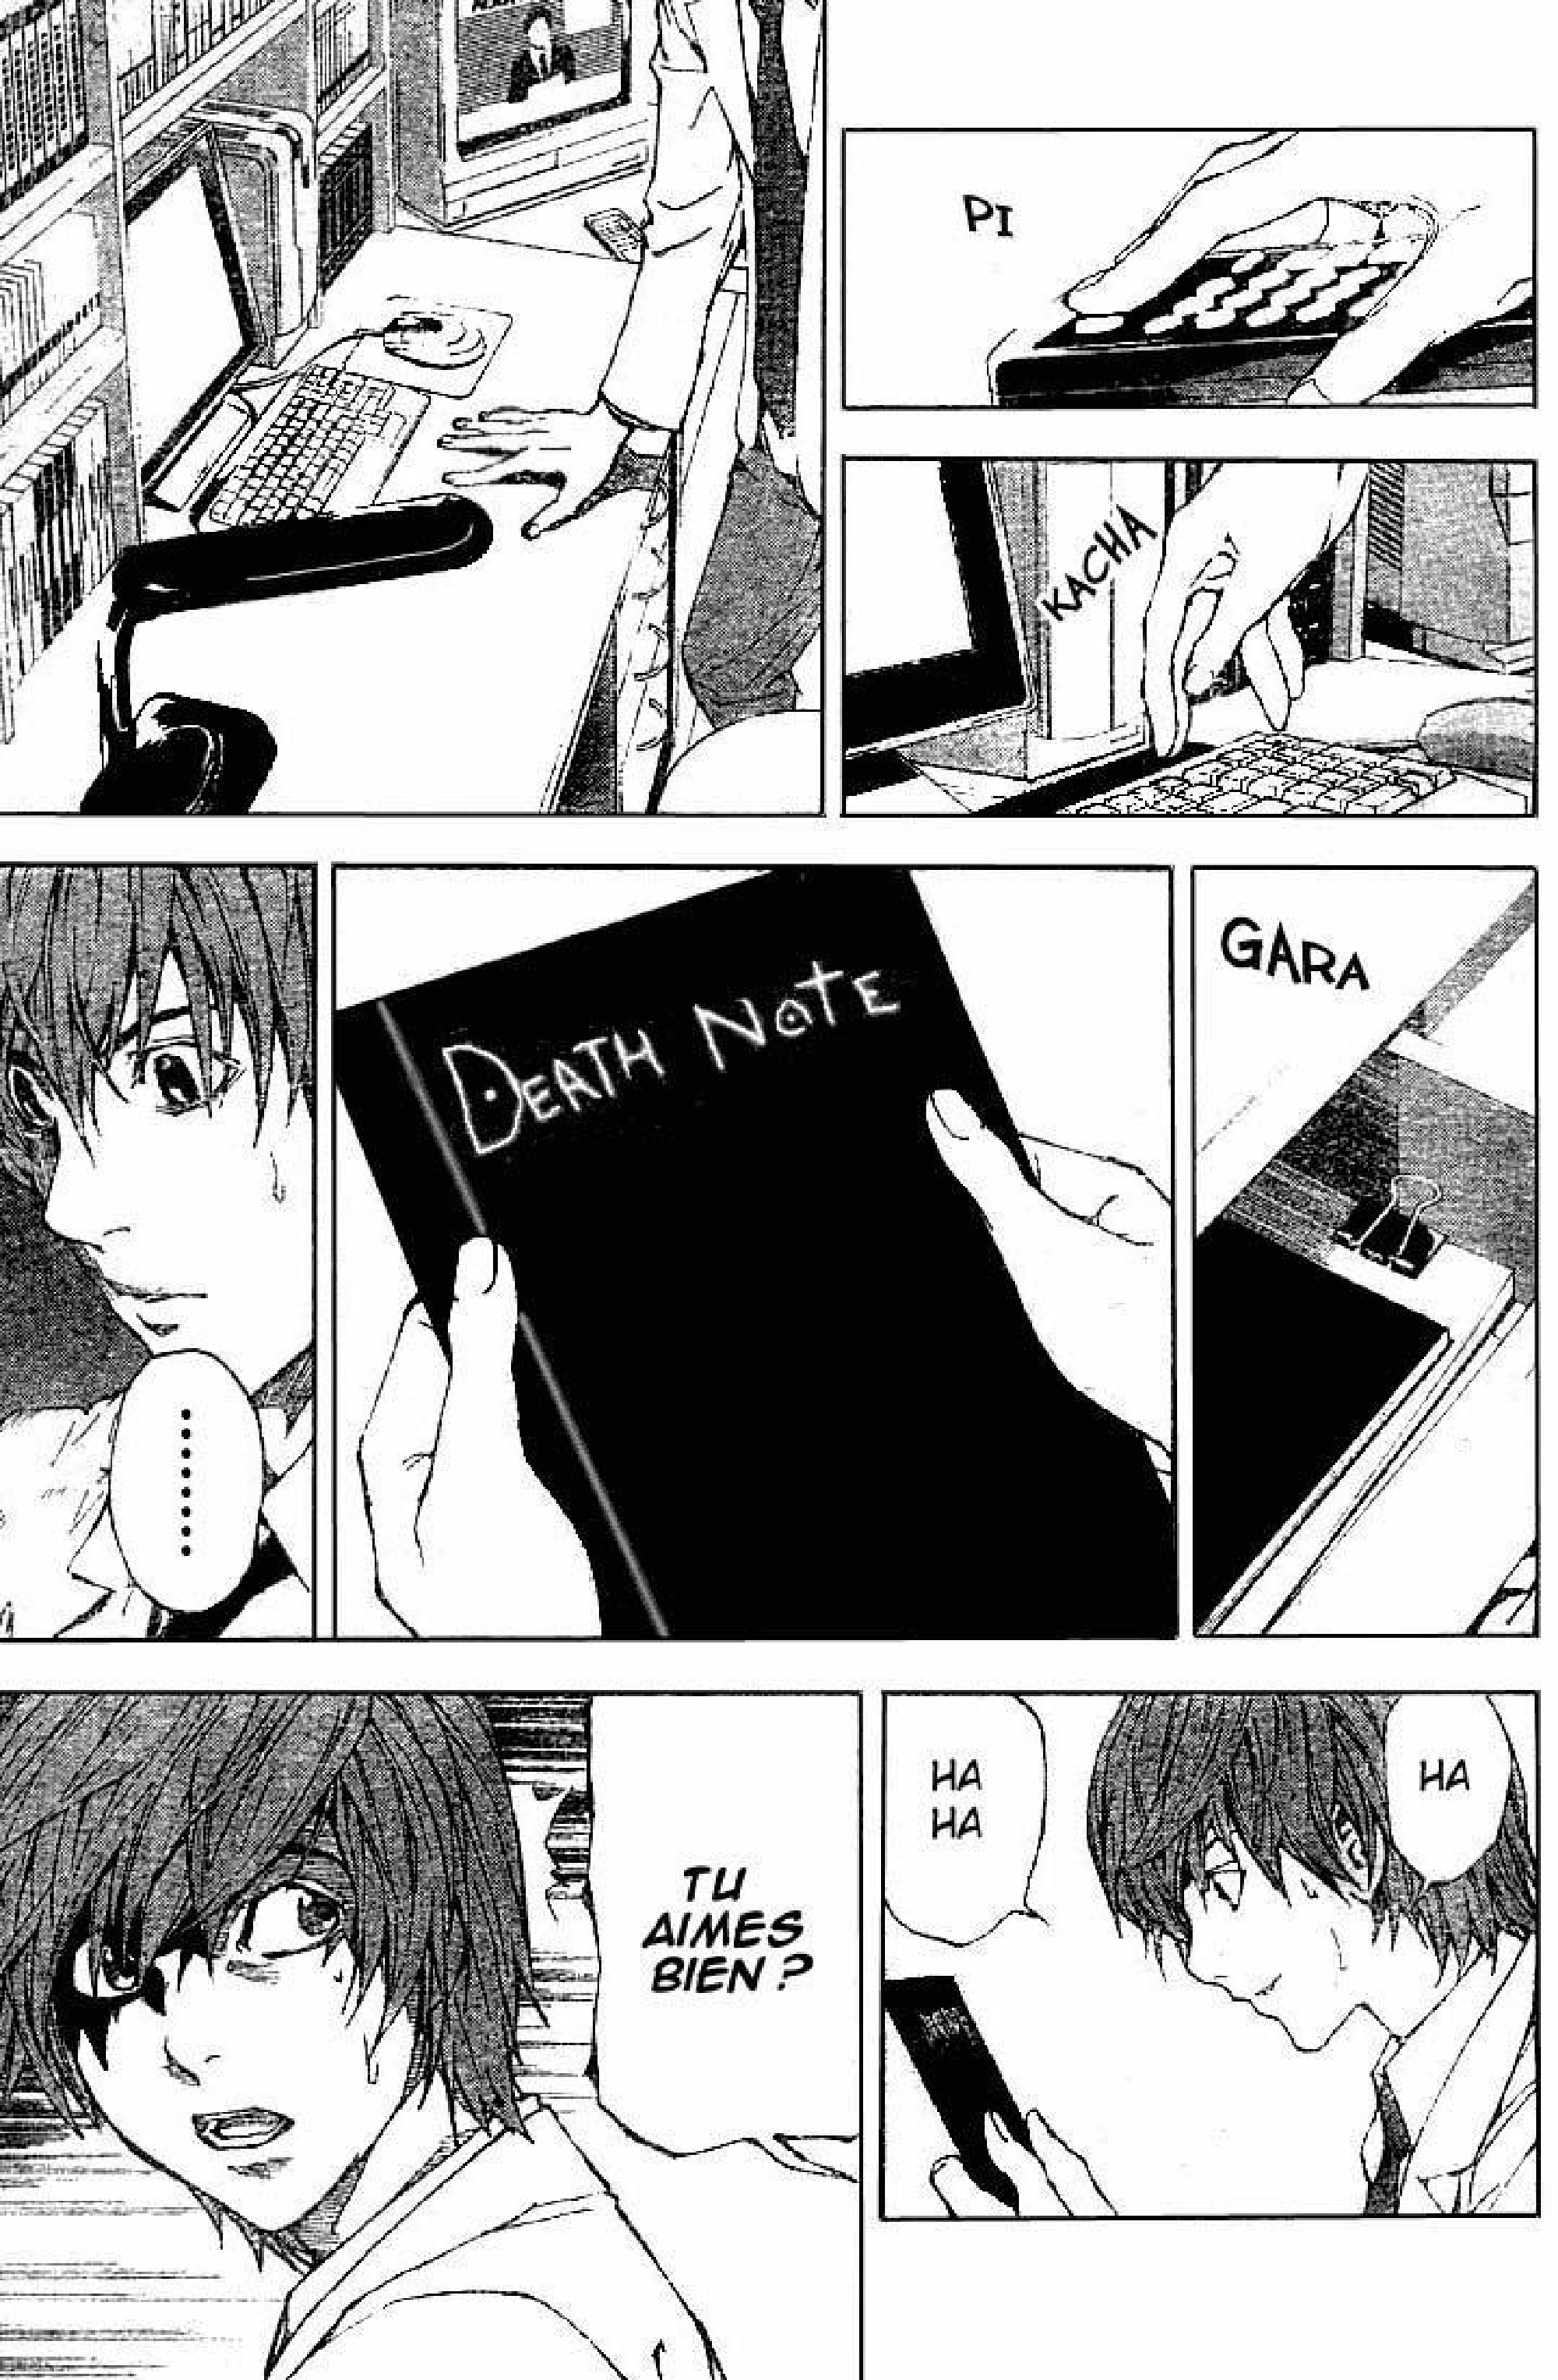 PI
KACHA
GARA
DEATH NOTE
.........
HA
HA
HA
TU
AIMES
BIEN ?